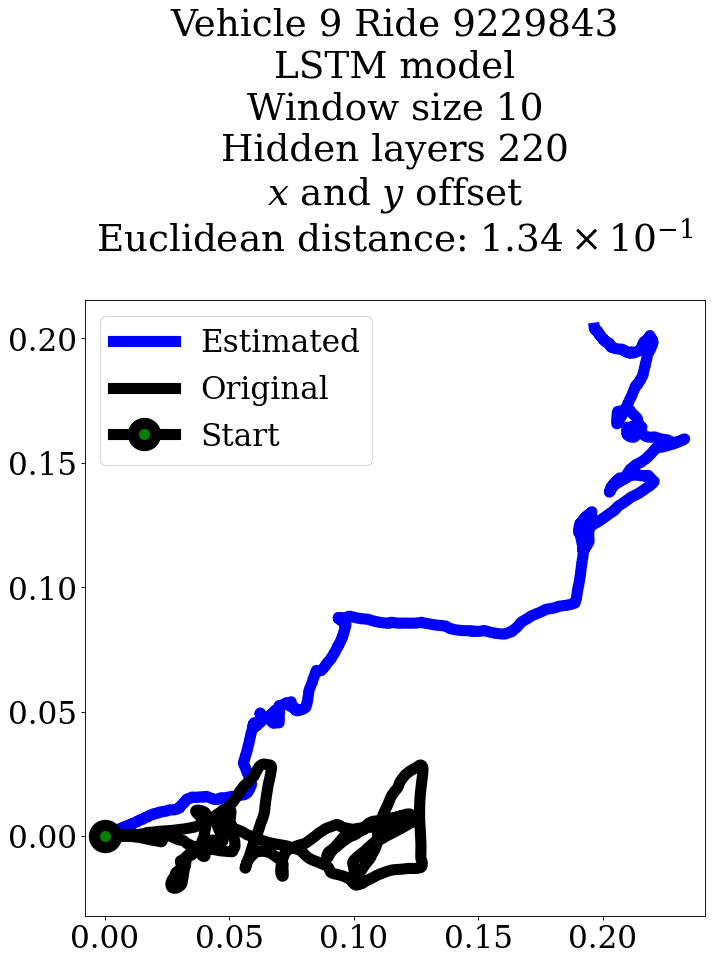 Vehicle 9 Ride 9229843
LSTM model
Window size 10
Hidden layers 220
x and y offset
Euclidean distance: 1.34 × 10⁻¹
Estimated
Original
Start
0.20
0.15
0.10
0.05
0.00
0.00 0.05 0.10 0.15 0.20